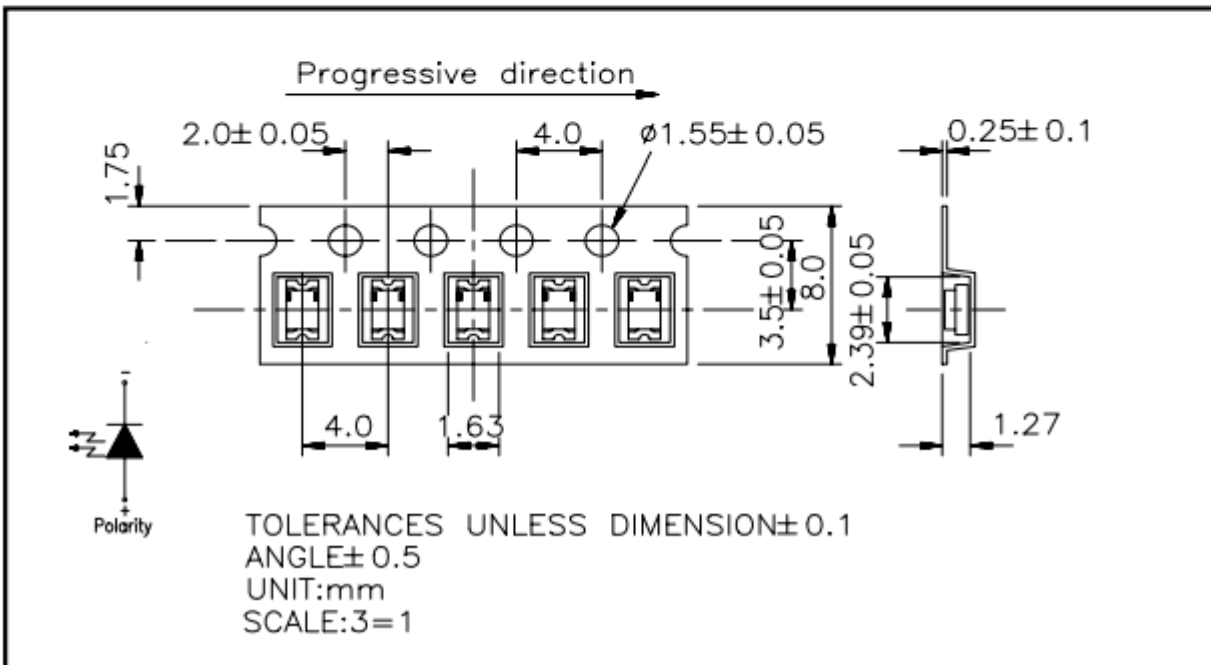 Progressive direction
2.0±0.05
4.0
ø1.55±0.05
0.25±0.1
1.75
3.5±0.05
8.0
2.39±0.05
4.0
1.63
1.27
-
+
Polarity
TOLERANCES UNLESS DIMENSION±0.1
ANGLE±0.5
UNIT:mm
SCALE:3=1